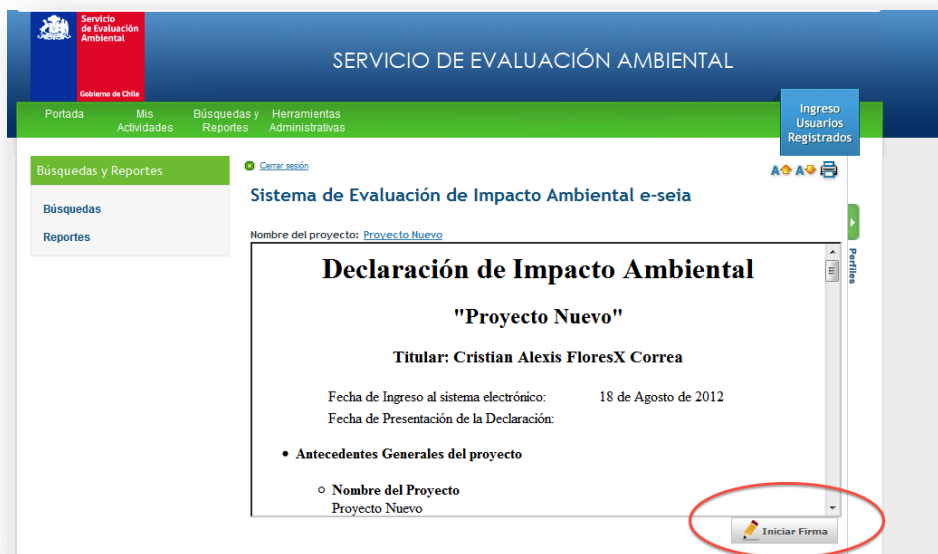 Servicio
de Evaluación
Ambiental
Gobierno de Chile
SERVICIO DE EVALUACIÓN AMBIENTAL
Portada
Mis
Actividades
Búsquedas y
Reportes
Herramientas
Administrativas
Ingreso
Usuarios
Registrados
Búsquedas y Reportes
Búsquedas
Reportes
Cerrar sesión
A A
Sistema de Evaluación de Impacto Ambiental e-seia
Nombre del proyecto: Proyecto Nuevo
Perfiles
Declaración de Impacto Ambiental
"Proyecto Nuevo"
Titular: Cristian Alexis FloresX Correa
Fecha de Ingreso al sistema electrónico: 18 de Agosto de 2012
Fecha de Presentación de la Declaración:
Antecedentes Generales del proyecto
Nombre del Proyecto
Proyecto Nuevo
Iniciar Firma